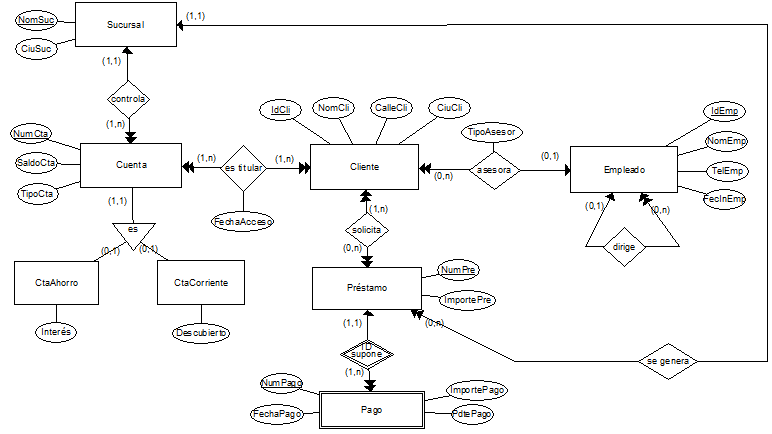 NomSuc
Sucursal
(1,1)
CiuSuc
(1,1)
controla
IdCli
NomCli
CalleCli
CiuCli
IdEmp
(1,n)
TipoAsesor
NumCta
NomEmp
(1,n)
(1,n)
(0,1)
SaldoCta
Cuenta
es titular
Cliente
(0,n)
asesora
Empleado
TelEmp
TipoCta
(1,1)
FecInEmp
(1,n)
(0,1)
(0,n)
FechaAcceso
es
solicita
(0,1)
(0,1)
(0,n)
dirige
NumPre
CtaAhorro
CtaCorriente
Préstamo
ImportePre
(1,1)
(0,n)
Interés
Descubierto
ID
supone
se genera
(1,n)
NumPago
ImportePago
FechaPago
Pago
PdtePago